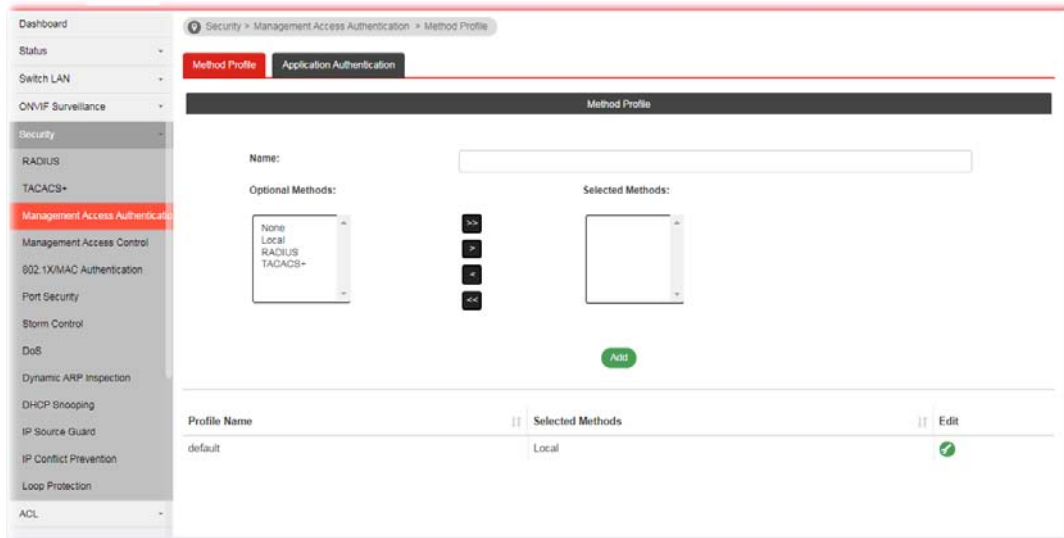 Dashboard
Status
Switch LAN
ONVIF Surveillance
Security
RADIUS
TACACS+
Management Access Authenticatio
Management Access Control
802.1X/MAC Authentication
Port Security
Storm Control
DoS
Dynamic ARP Inspection
DHCP Snooping
IP Source Guard
IP Conflict Prevention
Loop Protection
ACL
Security > Management Access Authentication > Method Profile
Method Profile
Application Authentication
Method Profile
Name:
Optional Methods:
Selected Methods:
None
Local
RADIUS
TACACS+
>>
>
<
<<
Add
Profile Name
Selected Methods
Edit
default
Local